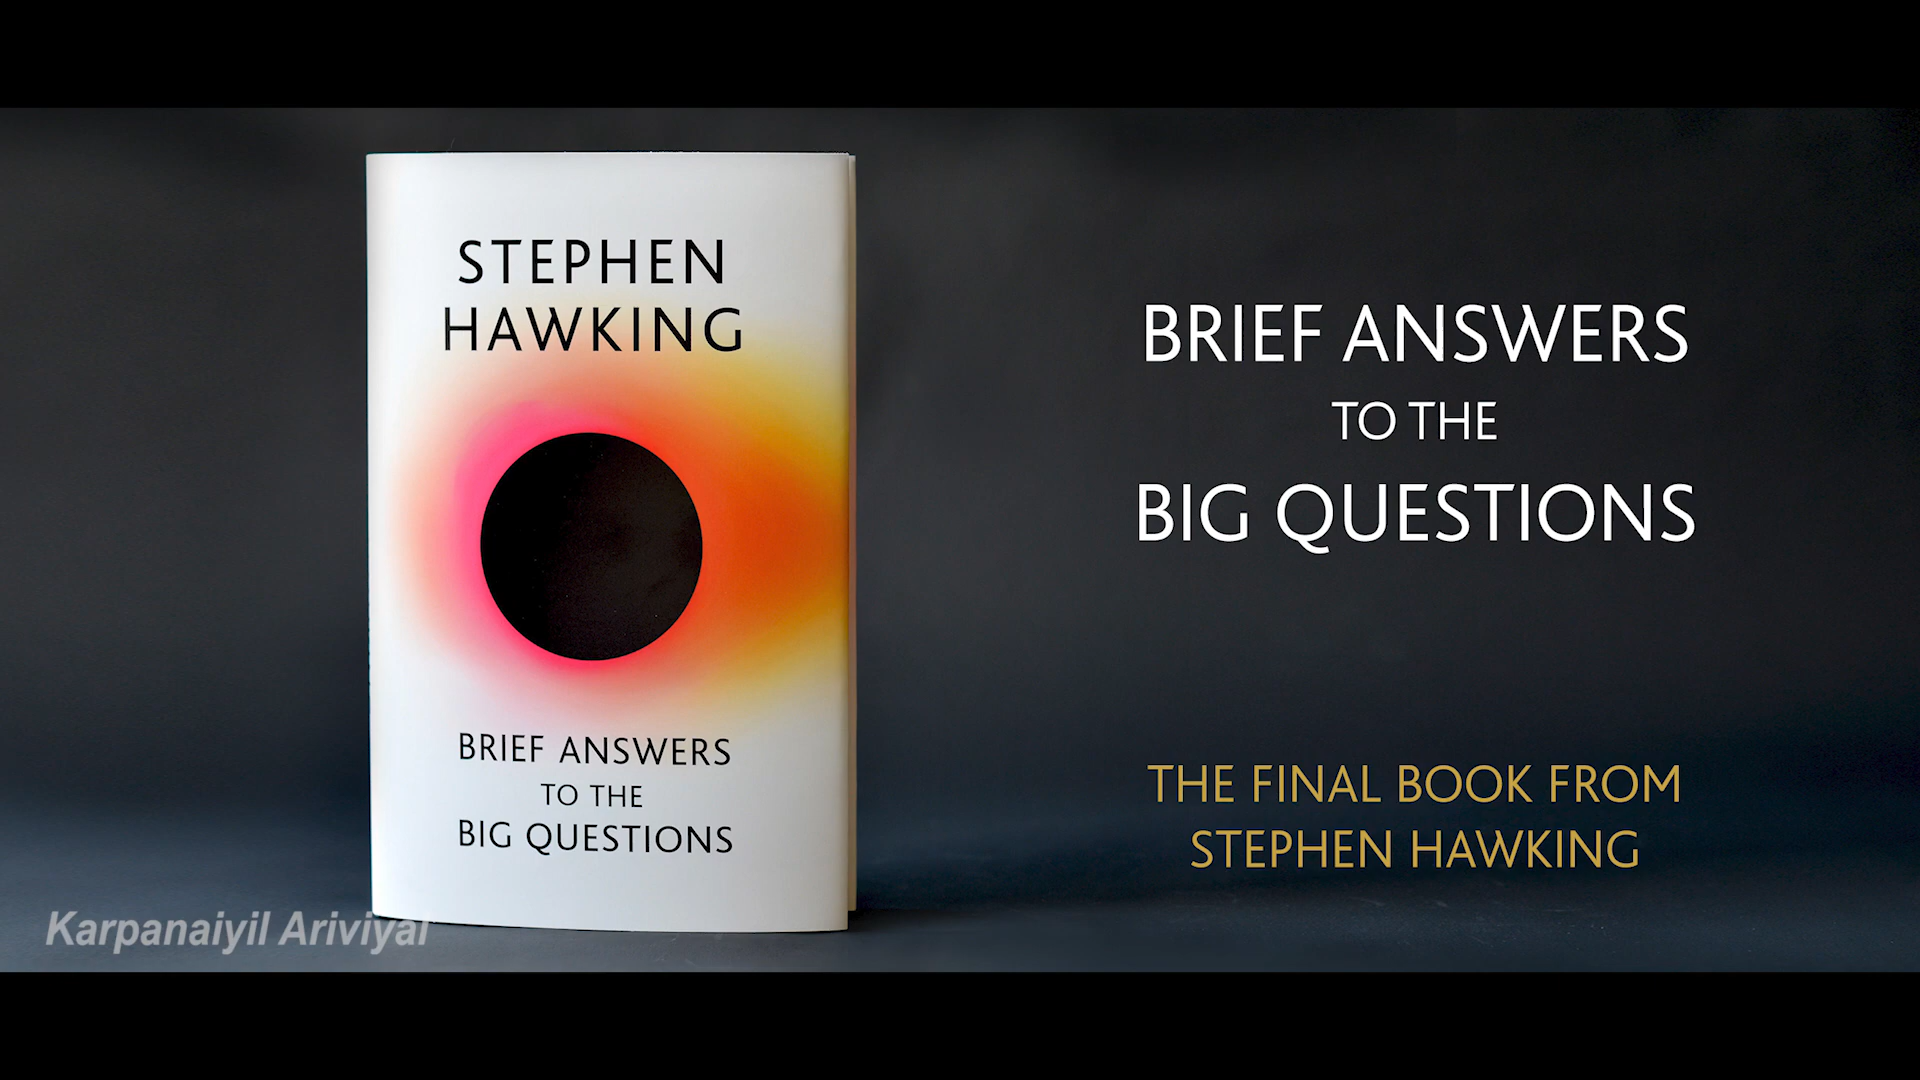 STEPHEN
HAWKING
BRIEF ANSWERS
TO THE
BIG QUESTIONS
BRIEF ANSWERS
TO THE
BIG QUESTIONS
THE FINAL BOOK FROM
STEPHEN HAWKING
Karpanaiyil Ariviyal